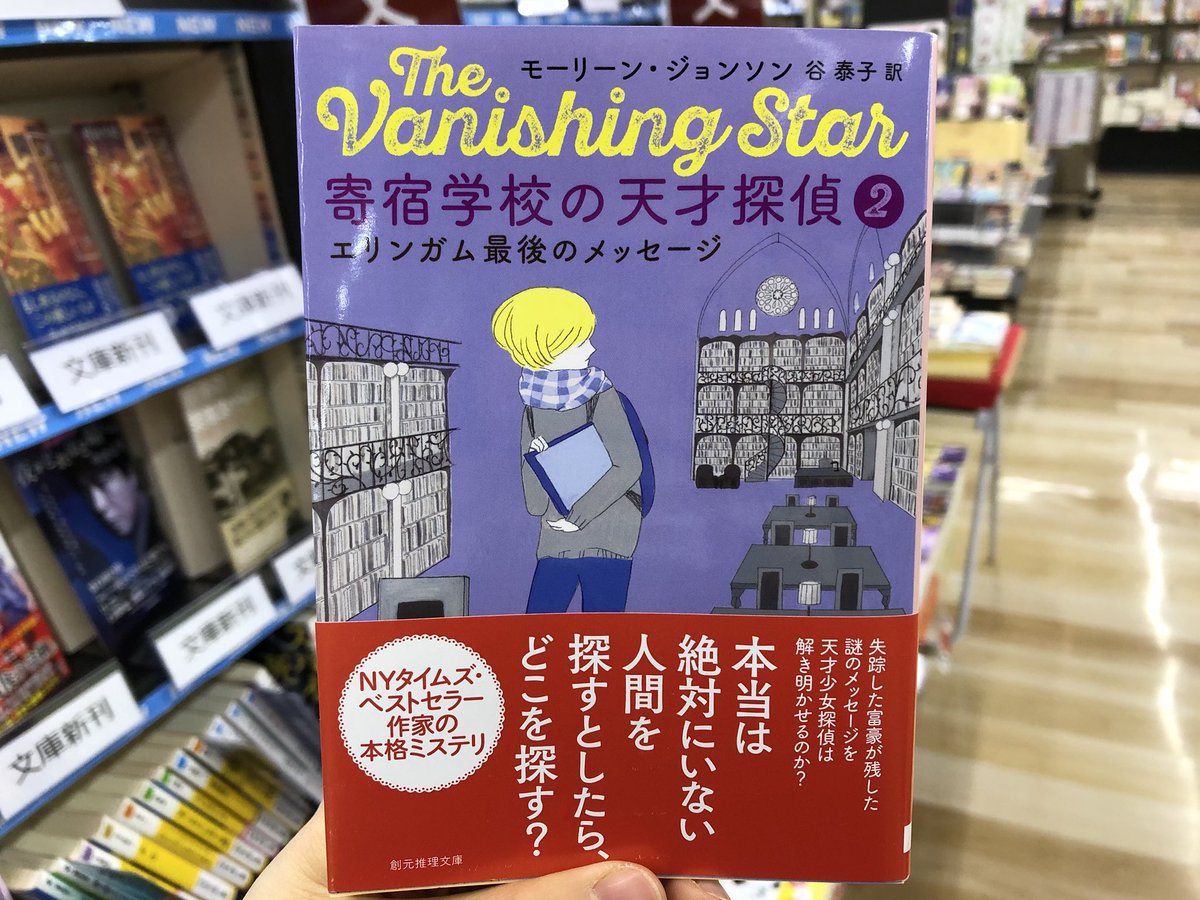 The
Vanishing Star
モーリーン・ジョンソン 谷 泰子 訳
寄宿学校の天才探偵 2
エリンガム最後のメッセージ
失踪した富豪が残した
謎のメッセージを
天才少女探偵は
解き明かせるのか？
本当は
絶対にいない
人間を
探すとしたら、
どこを探す？
NYタイムズ・
ベストセラー
作家の
本格ミステリ
創元推理文庫
文庫新刊
文庫新刊
文庫新刊
文庫新刊
NEW
NEW